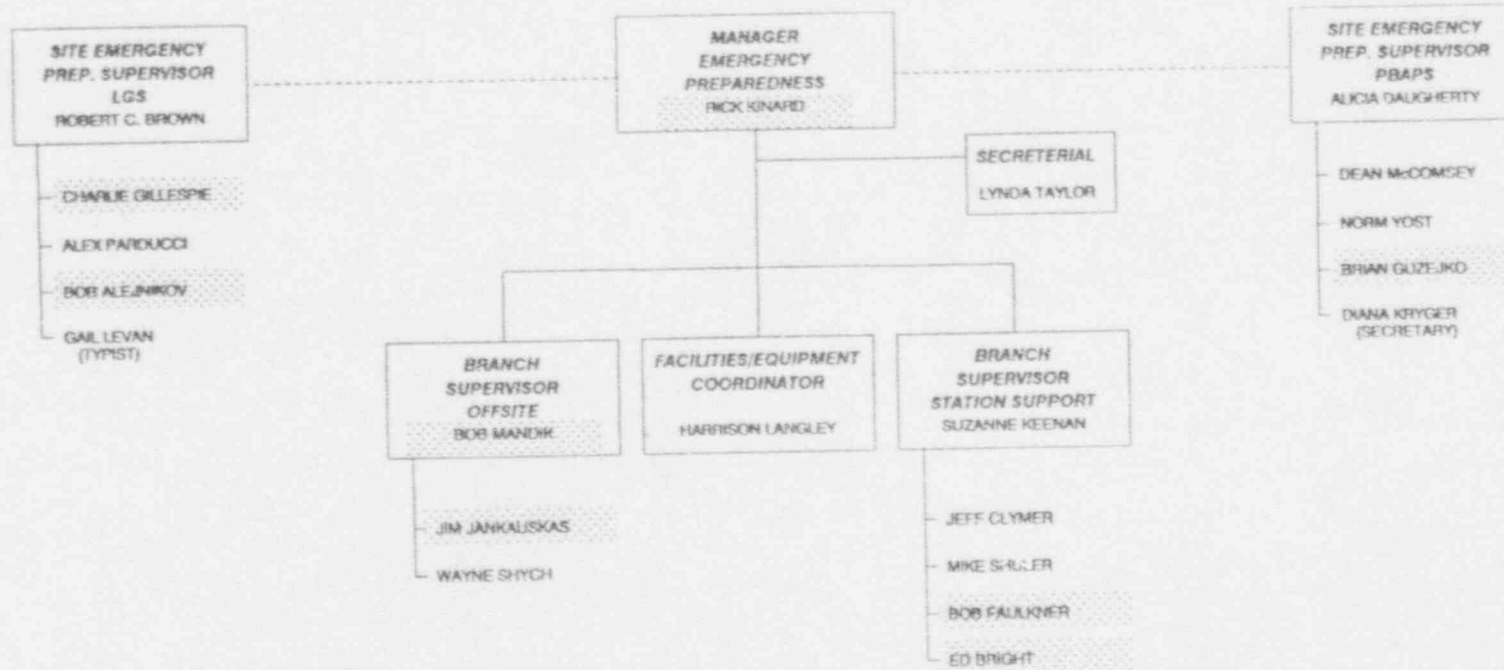 SITE EMERGENCY
PREP. SUPERVISOR
LGS
ROBERT C. BROWN
CHARLIE GILLESPIE
ALEX PARDUCCI
BOB ALEJNIKOV
GAIL LEVAN
(TYPIST)
MANAGER
EMERGENCY
PREPAREDNESS
RICK KINARD
SECRETERIAL
LYNDA TAYLOR
BRANCH
SUPERVISOR
OFFSITE
BOB MANDIK
JIM JANKAUSKAS
WAYNE SHYCH
FACILITIES/EQUIPMENT
COORDINATOR
HARRISON LANGLEY
BRANCH
SUPERVISOR
STATION SUPPORT
SUZANNE KEENAN
JEFF CLYMER
MIKE SHULER
BOB FAULKNER
ED BRIGHT
SITE EMERGENCY
PREP. SUPERVISOR
PBAPS
ALICIA DAUGHERTY
DEAN McCOMSEY
NORM YOST
BRIAN GUZEJKO
DIANA KRYGER
(SECRETARY)